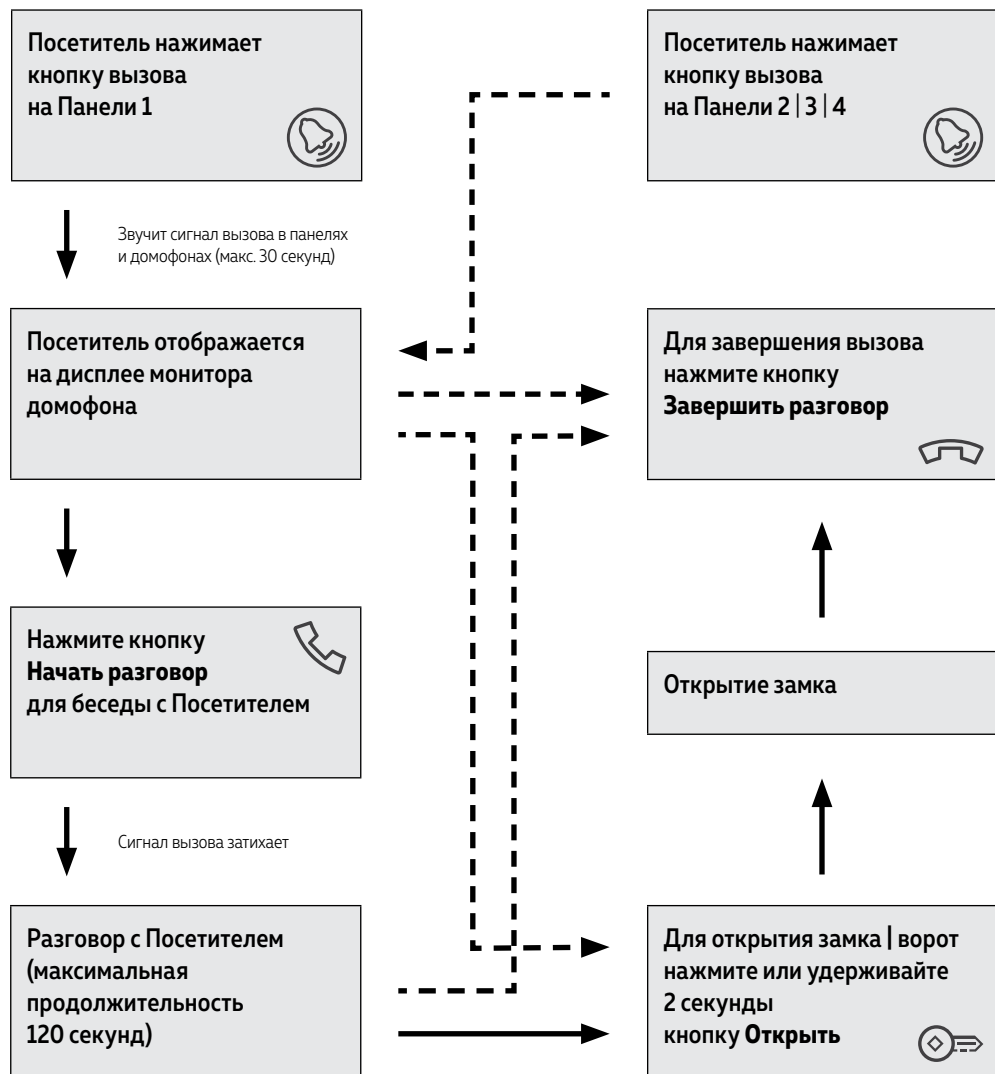 Посетитель нажимает
кнопку вызова
на Панели 1
Звучит сигнал вызова в панелях
и домофонах (макс. 30 секунд)
Посетитель отображается
на дисплее монитора
домофона
Нажмите кнопку
Начать разговор
для беседы с Посетителем
Сигнал вызова затихает
Разговор с Посетителем
(максимальная
продолжительность
120 секунд)
Посетитель нажимает
кнопку вызова
на Панели 2 | 3 | 4
Для завершения вызова
нажмите кнопку
Завершить разговор
Открытие замка
Для открытия замка | ворот
нажмите или удерживайте
2 секунды
кнопку Открыть